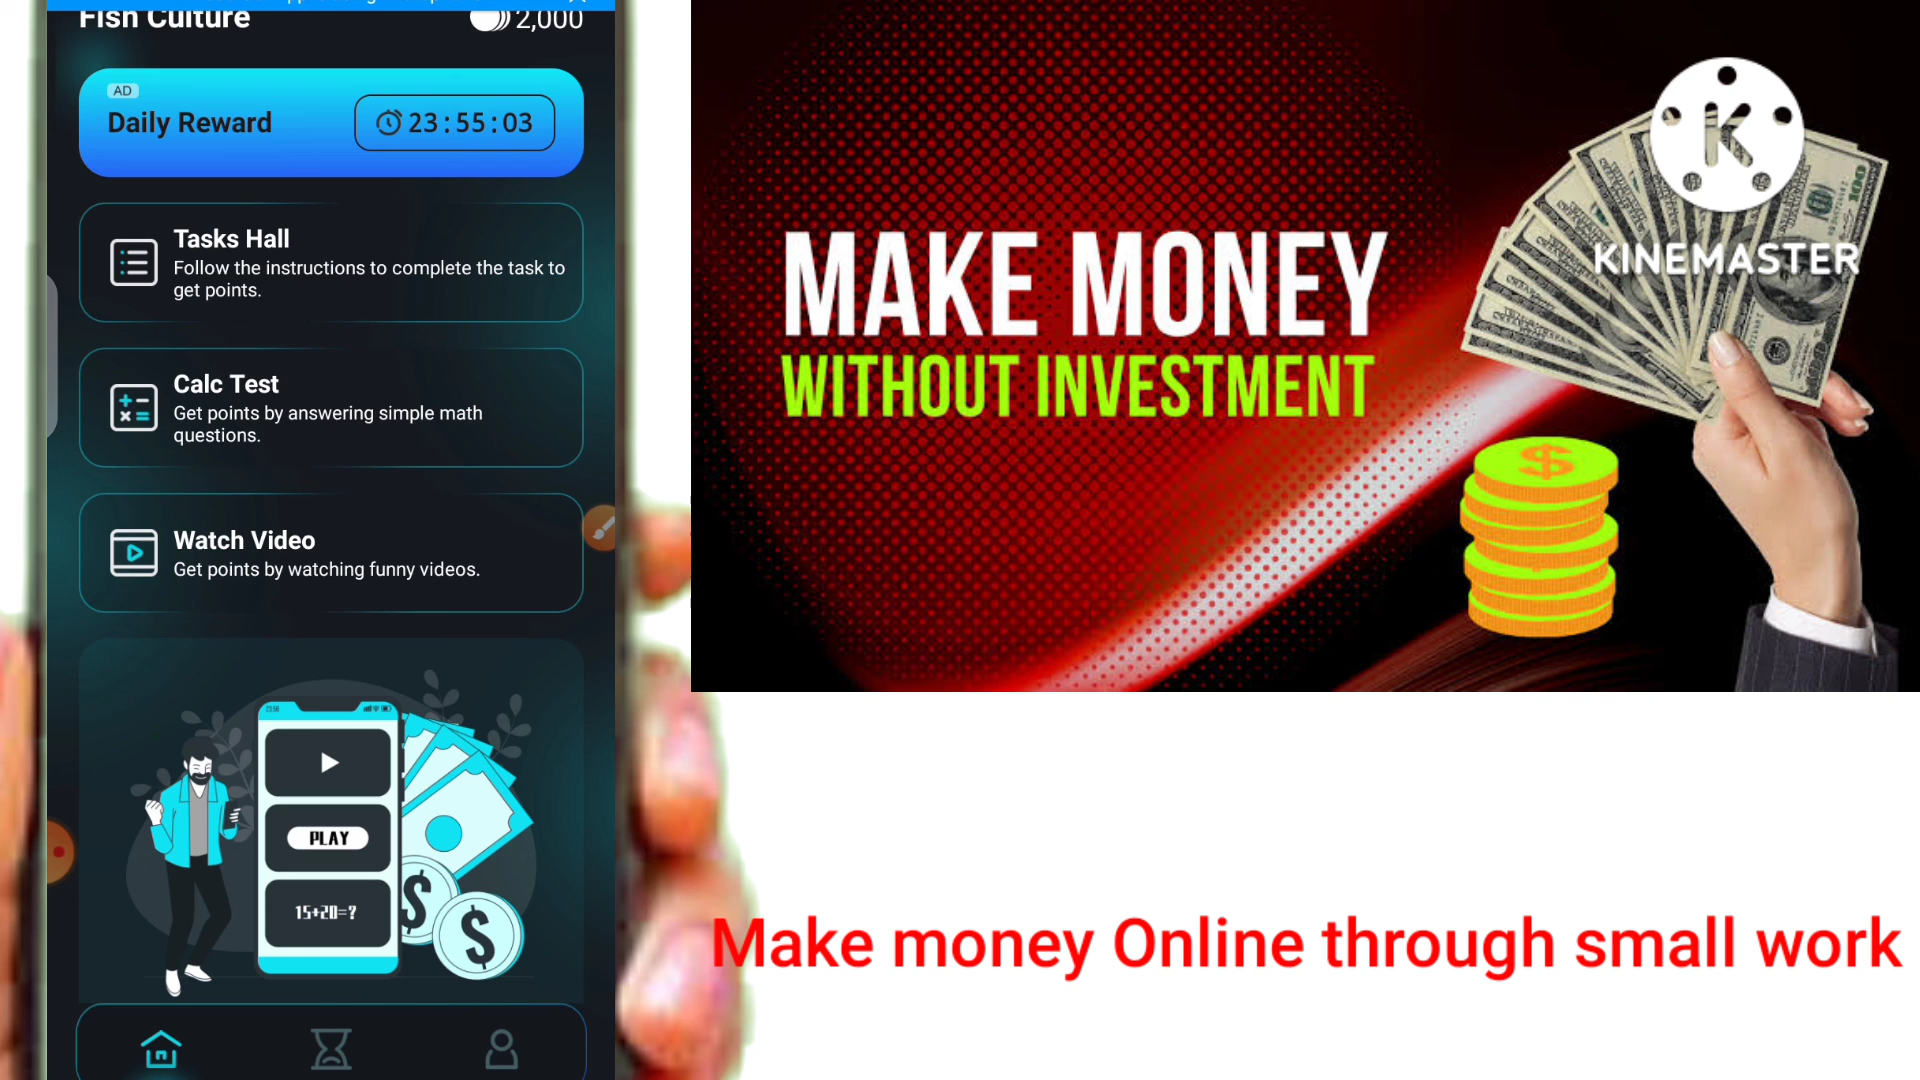 Fish Culture
2,000
AD
Daily Reward
23:55:03
Tasks Hall
Follow the instructions to complete the task to
get points.
Calc Test
Get points by answering simple math
questions.
Watch Video
Get points by watching funny videos.
PLAY
15+20=?
$
$
MAKE MONEY
WITHOUT INVESTMENT
K
KINEMASTER
100
$
Make money Online through small work